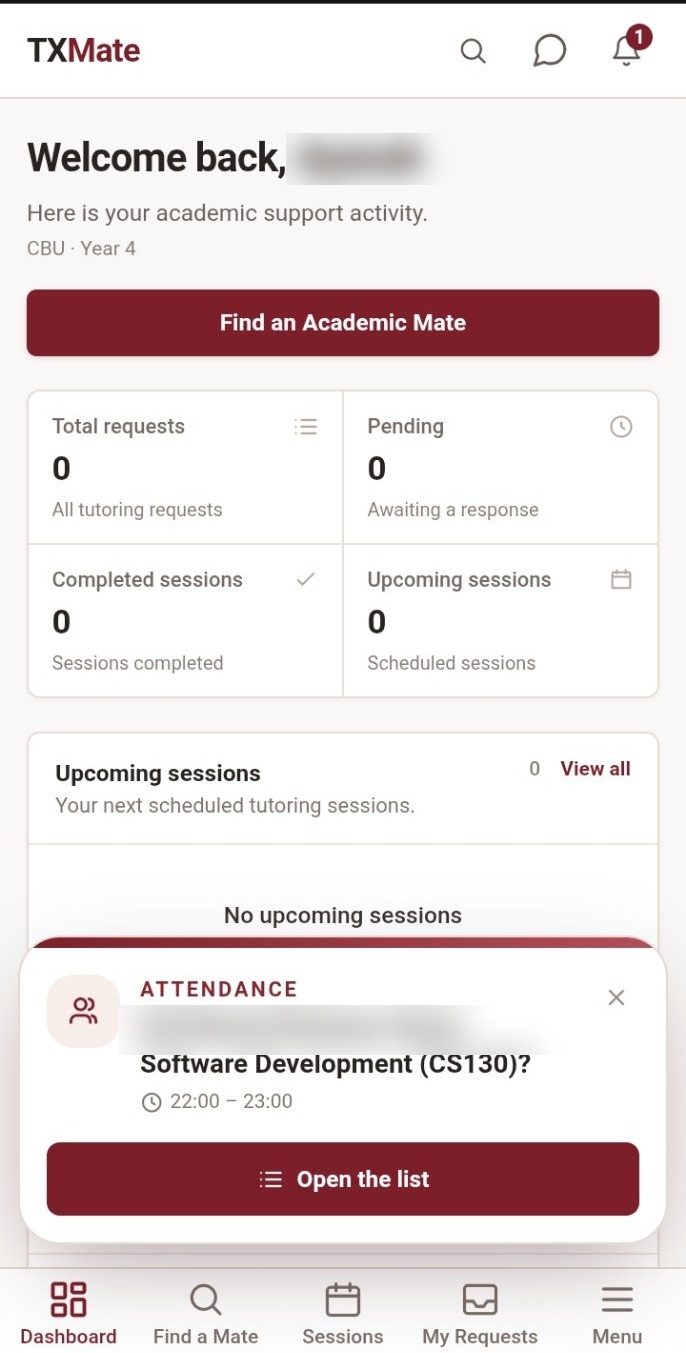 TXMate
1
Welcome back,
Here is your academic support activity.
CBU · Year 4
Find an Academic Mate
Total requests
0
All tutoring requests
Pending
0
Awaiting a response
Completed sessions
0
Sessions completed
Upcoming sessions
0
Scheduled sessions
Upcoming sessions
0 View all
Your next scheduled tutoring sessions.
No upcoming sessions
ATTENDANCE
Software Development (CS130)?
22:00 – 23:00
Open the list
Dashboard
Find a Mate
Sessions
My Requests
Menu